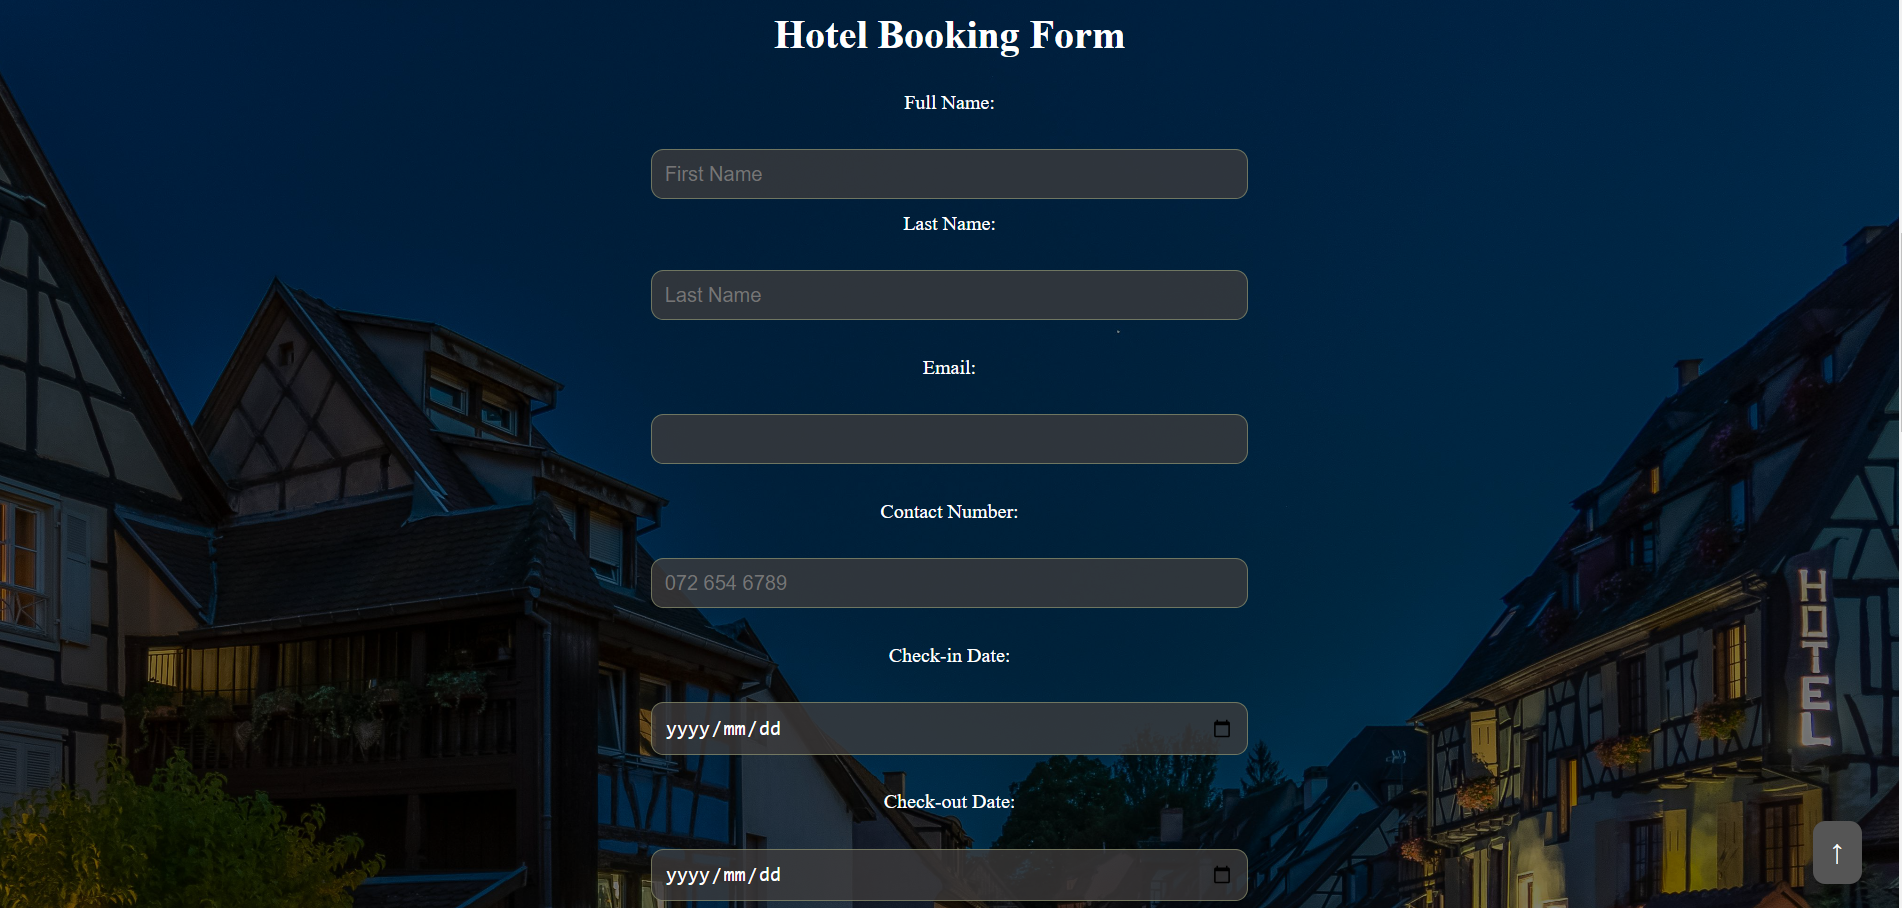 Hotel Booking Form
Full Name:
First Name
Last Name:
Last Name
Email:
Contact Number:
072 654 6789
Check-in Date:
yyyy/mm/dd
Check-out Date:
yyyy/mm/dd
HOTEL
↑